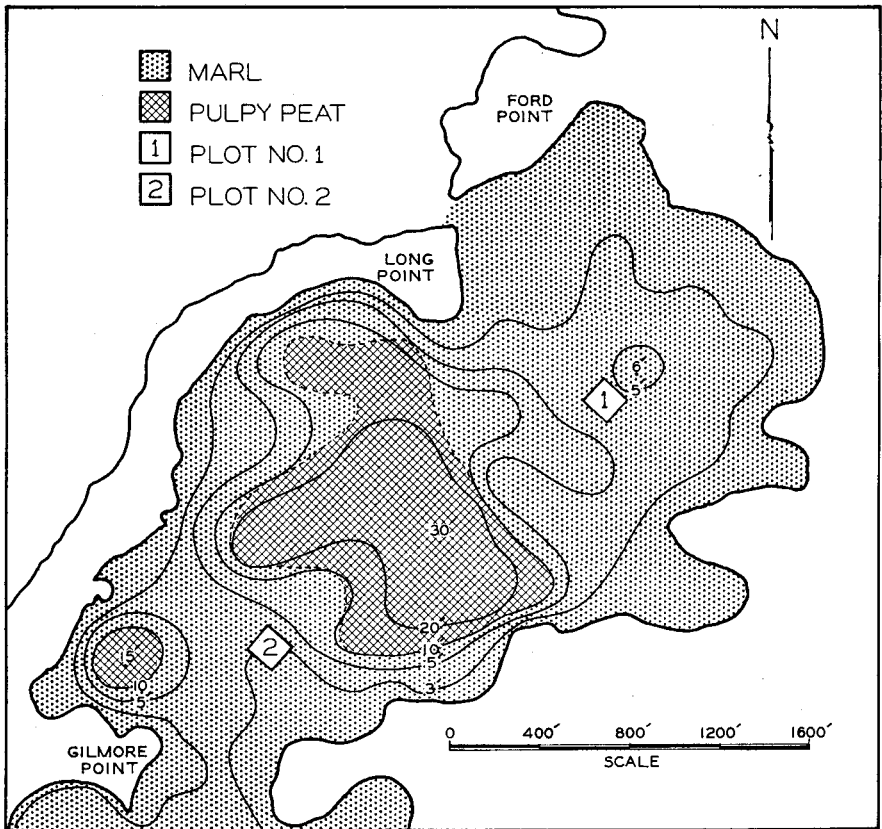 N
MARL
PULPY PEAT
1 PLOT NO. 1
2 PLOT NO. 2
FORD
POINT
LONG
POINT
6'
5'
1
30
20
10
5
3
2
15
10
5
GILMORE
POINT
0 400' 800' 1200' 1600'
SCALE